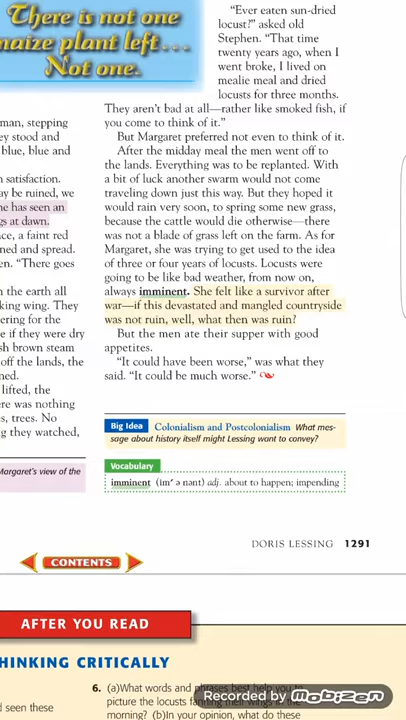 There is not one
maize plant left...
Not one.
man, stepping
ey stood and
blue, blue and
n satisfaction.
ay be ruined, we
ne has seen an
gs at dawn.
ce, a faint red
ned and spread.
en. “There goes
n the earth all
king wing. They
ering for the
e if they were dry
sh brown steam
off the lands, the
ned.
lifted, the
ere was nothing
s, trees. No
ng they watched,
Margaret's view of the
“Ever eaten sun-dried
locust?” asked old
Stephen. “That time
twenty years ago, when I
went broke, I lived on
mealie meal and dried
locusts for three months.
They aren't bad at all—rather like smoked fish, if
you come to think of it.”
But Margaret preferred not even to think of it.
After the midday meal the men went off to
the lands. Everything was to be replanted. With
a bit of luck another swarm would not come
traveling down just this way. But they hoped it
would rain very soon, to spring some new grass,
because the cattle would die otherwise—there
was not a blade of grass left on the farm. As for
Margaret, she was trying to get used to the idea
of three or four years of locusts. Locusts were
going to be like bad weather, from now on,
always imminent. She felt like a survivor after
war—if this devastated and mangled countryside
was not ruin, well, what then was ruin?
But the men ate their supper with good
appetites.
“It could have been worse,” was what they
said. “It could be much worse.”
Big Idea Colonialism and Postcolonialism What mes-
sage about history itself might Lessing want to convey?
Vocabulary
imminent (im′ ə nənt) adj. about to happen; impending
DORIS LESSING 1291
CONTENTS
AFTER YOU READ
HINKING CRITICALLY
d seen these
6. (a)What words and phrases best help you to
picture the locusts fanning their wings in the
morning? (b)In your opinion, what do these
Recorded by mobizen